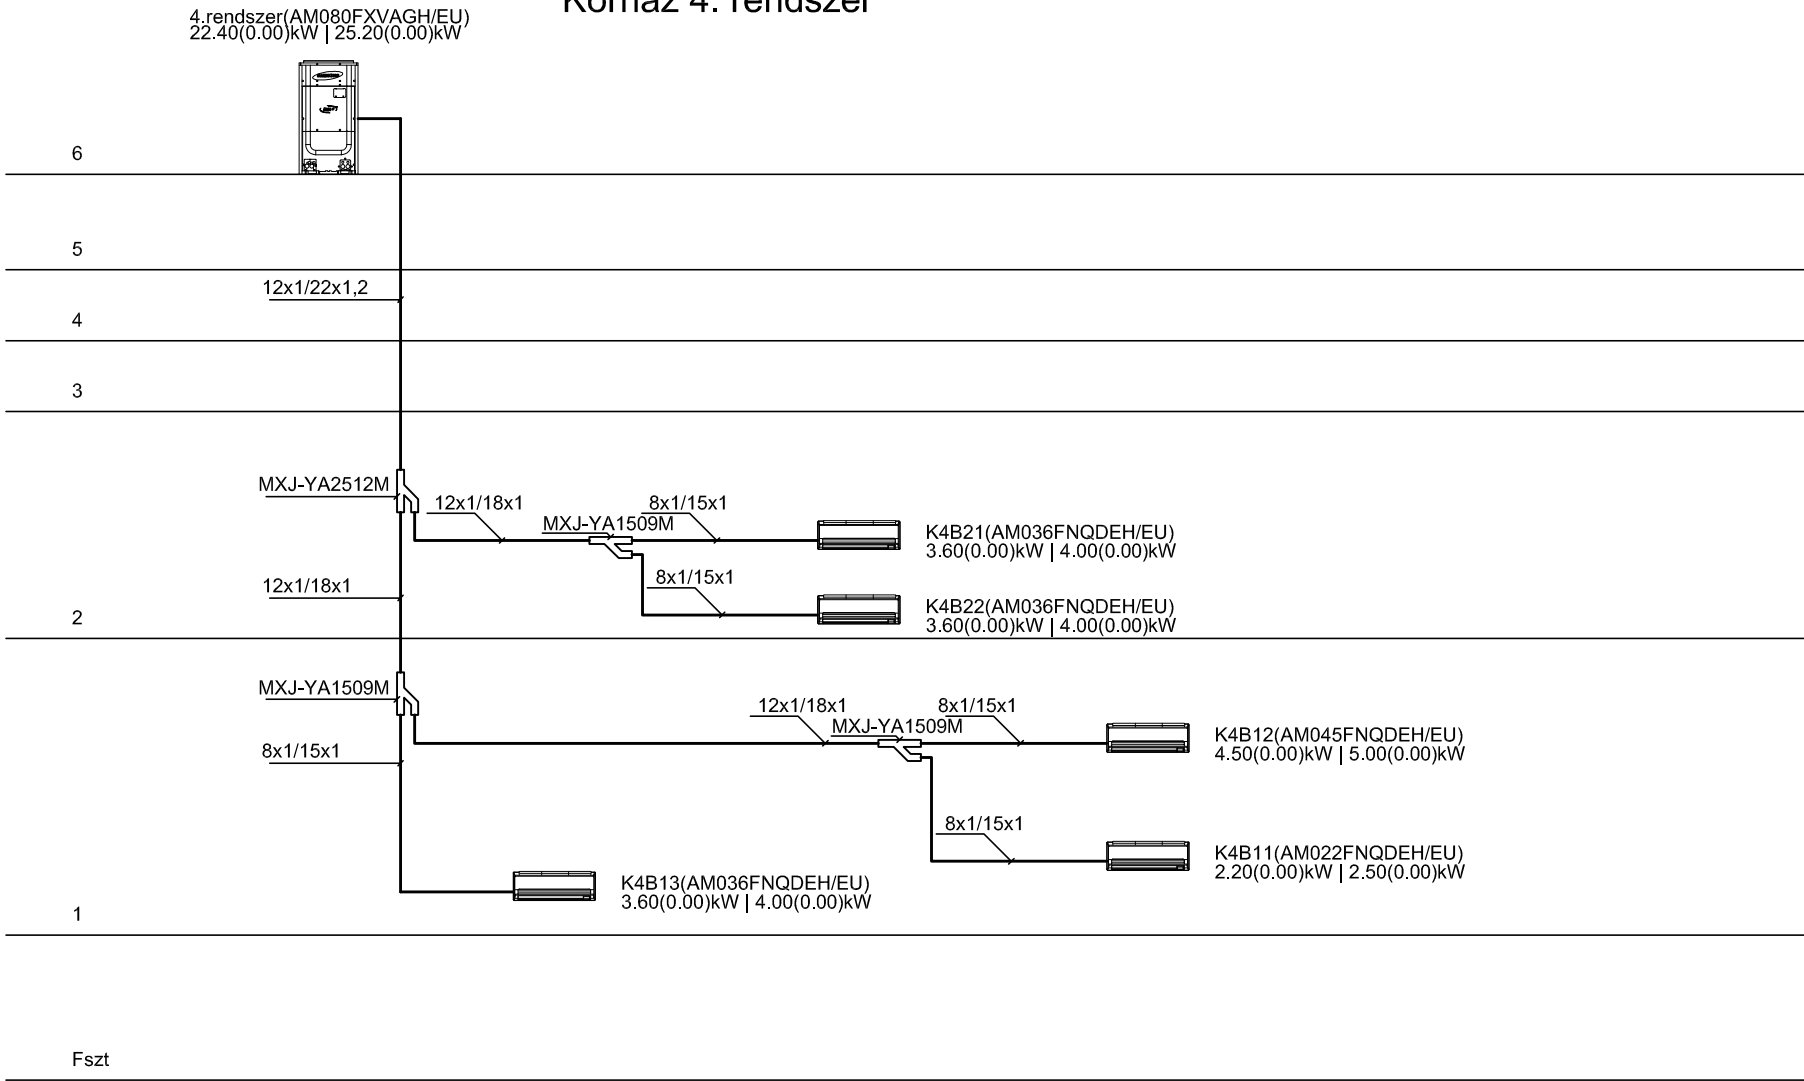 Kórház 4. rendszer
4.rendszer(AM080FXVAGH/EU)
22.40(0.00)kW | 25.20(0.00)kW
6
5
12x1/22x1,2
4
3
MXJ-YA2512M
12x1/18x1
8x1/15x1
MXJ-YA1509M
K4B21(AM036FNQDEH/EU)
3.60(0.00)kW | 4.00(0.00)kW
8x1/15x1
12x1/18x1
K4B22(AM036FNQDEH/EU)
3.60(0.00)kW | 4.00(0.00)kW
2
MXJ-YA1509M
12x1/18x1
8x1/15x1
MXJ-YA1509M
K4B12(AM045FNQDEH/EU)
4.50(0.00)kW | 5.00(0.00)kW
8x1/15x1
8x1/15x1
K4B11(AM022FNQDEH/EU)
2.20(0.00)kW | 2.50(0.00)kW
K4B13(AM036FNQDEH/EU)
3.60(0.00)kW | 4.00(0.00)kW
1
Fszt